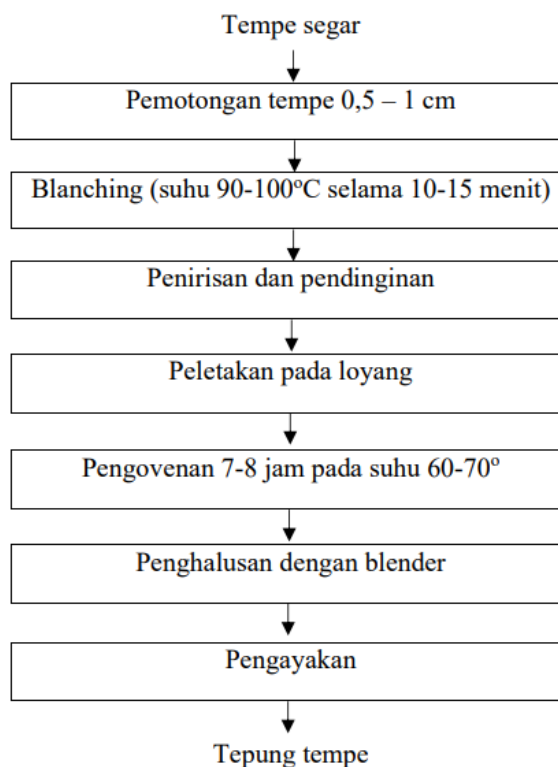 Tempe segar
Pemotongan tempe 0,5 – 1 cm
Blanching (suhu 90-100ºC selama 10-15 menit)
Penirisan dan pendinginan
Peletakan pada loyang
Pengovenan 7-8 jam pada suhu 60-70º
Penghalusan dengan blender
Pengayakan
Tepung tempe